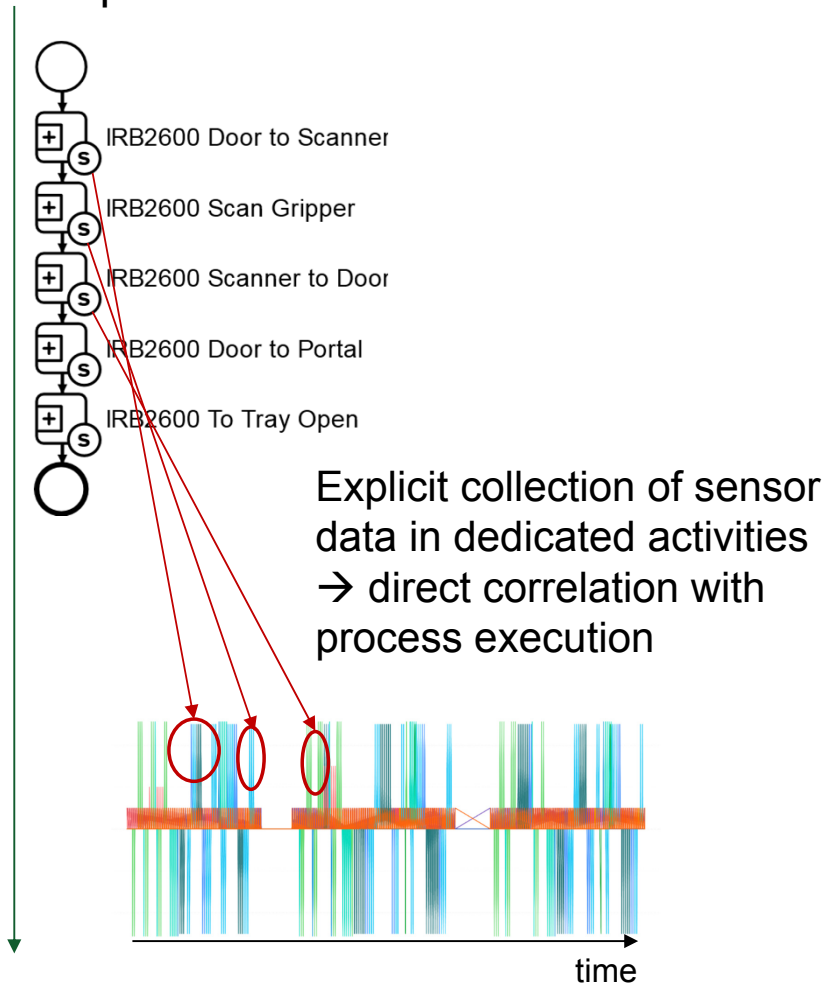 IRB2600 Door to Scanner
IRB2600 Scan Gripper
IRB2600 Scanner to Door
IRB2600 Door to Portal
IRB2600 To Tray Open
+
S
+
S
+
S
+
S
+
S
Explicit collection of sensor
data in dedicated activities
→ direct correlation with
process execution
time